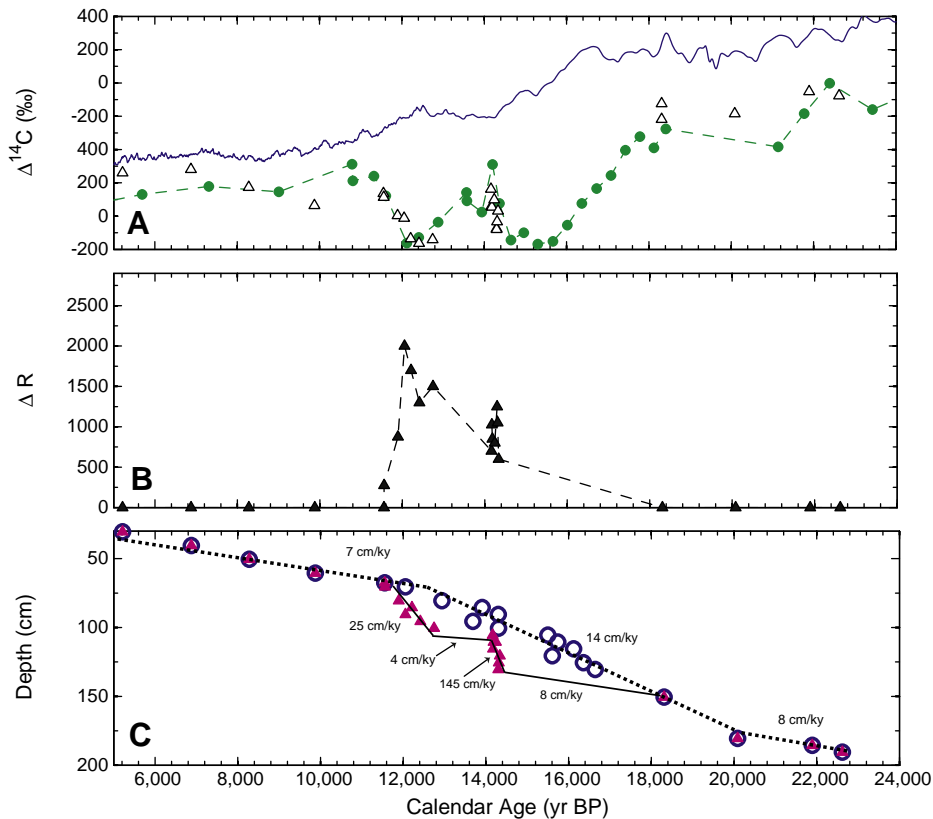 400
200
0
-200
400
200
0
-200
Δ¹⁴C (‰)
A
2500
2000
1500
1000
500
0
Δ R
B
50
100
150
200
Depth (cm)
7 cm/ky
25 cm/ky
4 cm/ky
145 cm/ky
14 cm/ky
8 cm/ky
8 cm/ky
C
6,000 8,000 10,000 12,000 14,000 16,000 18,000 20,000 22,000 24,000
Calendar Age (yr BP)